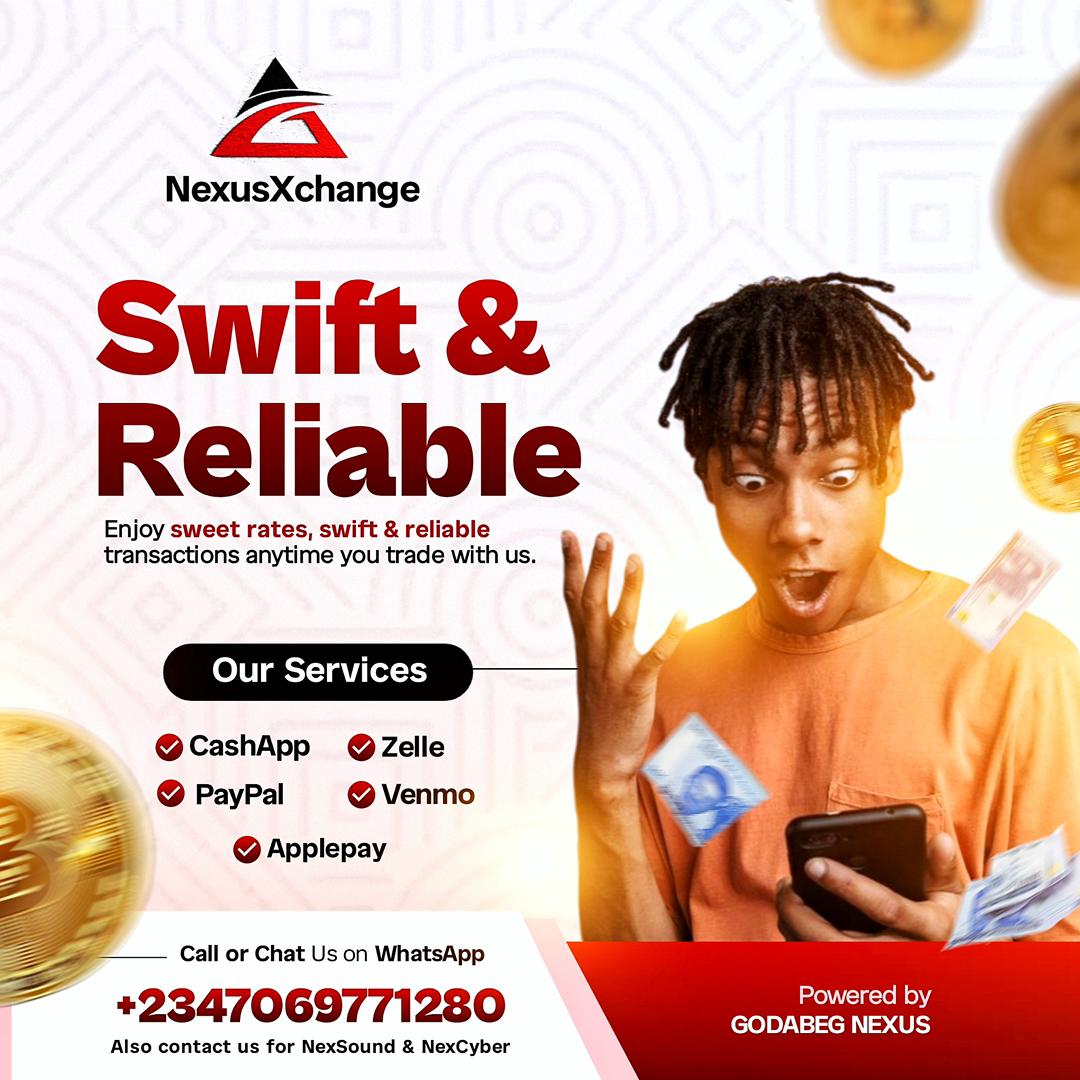 NexusXchange
Swift &
Reliable
Enjoy sweet rates, swift & reliable
transactions anytime you trade with us.
Our Services
CashApp
Zelle
PayPal
Venmo
Applepay
Call or Chat Us on WhatsApp
+2347069771280
Also contact us for NexSound & NexCyber
Powered by
GODABEG NEXUS